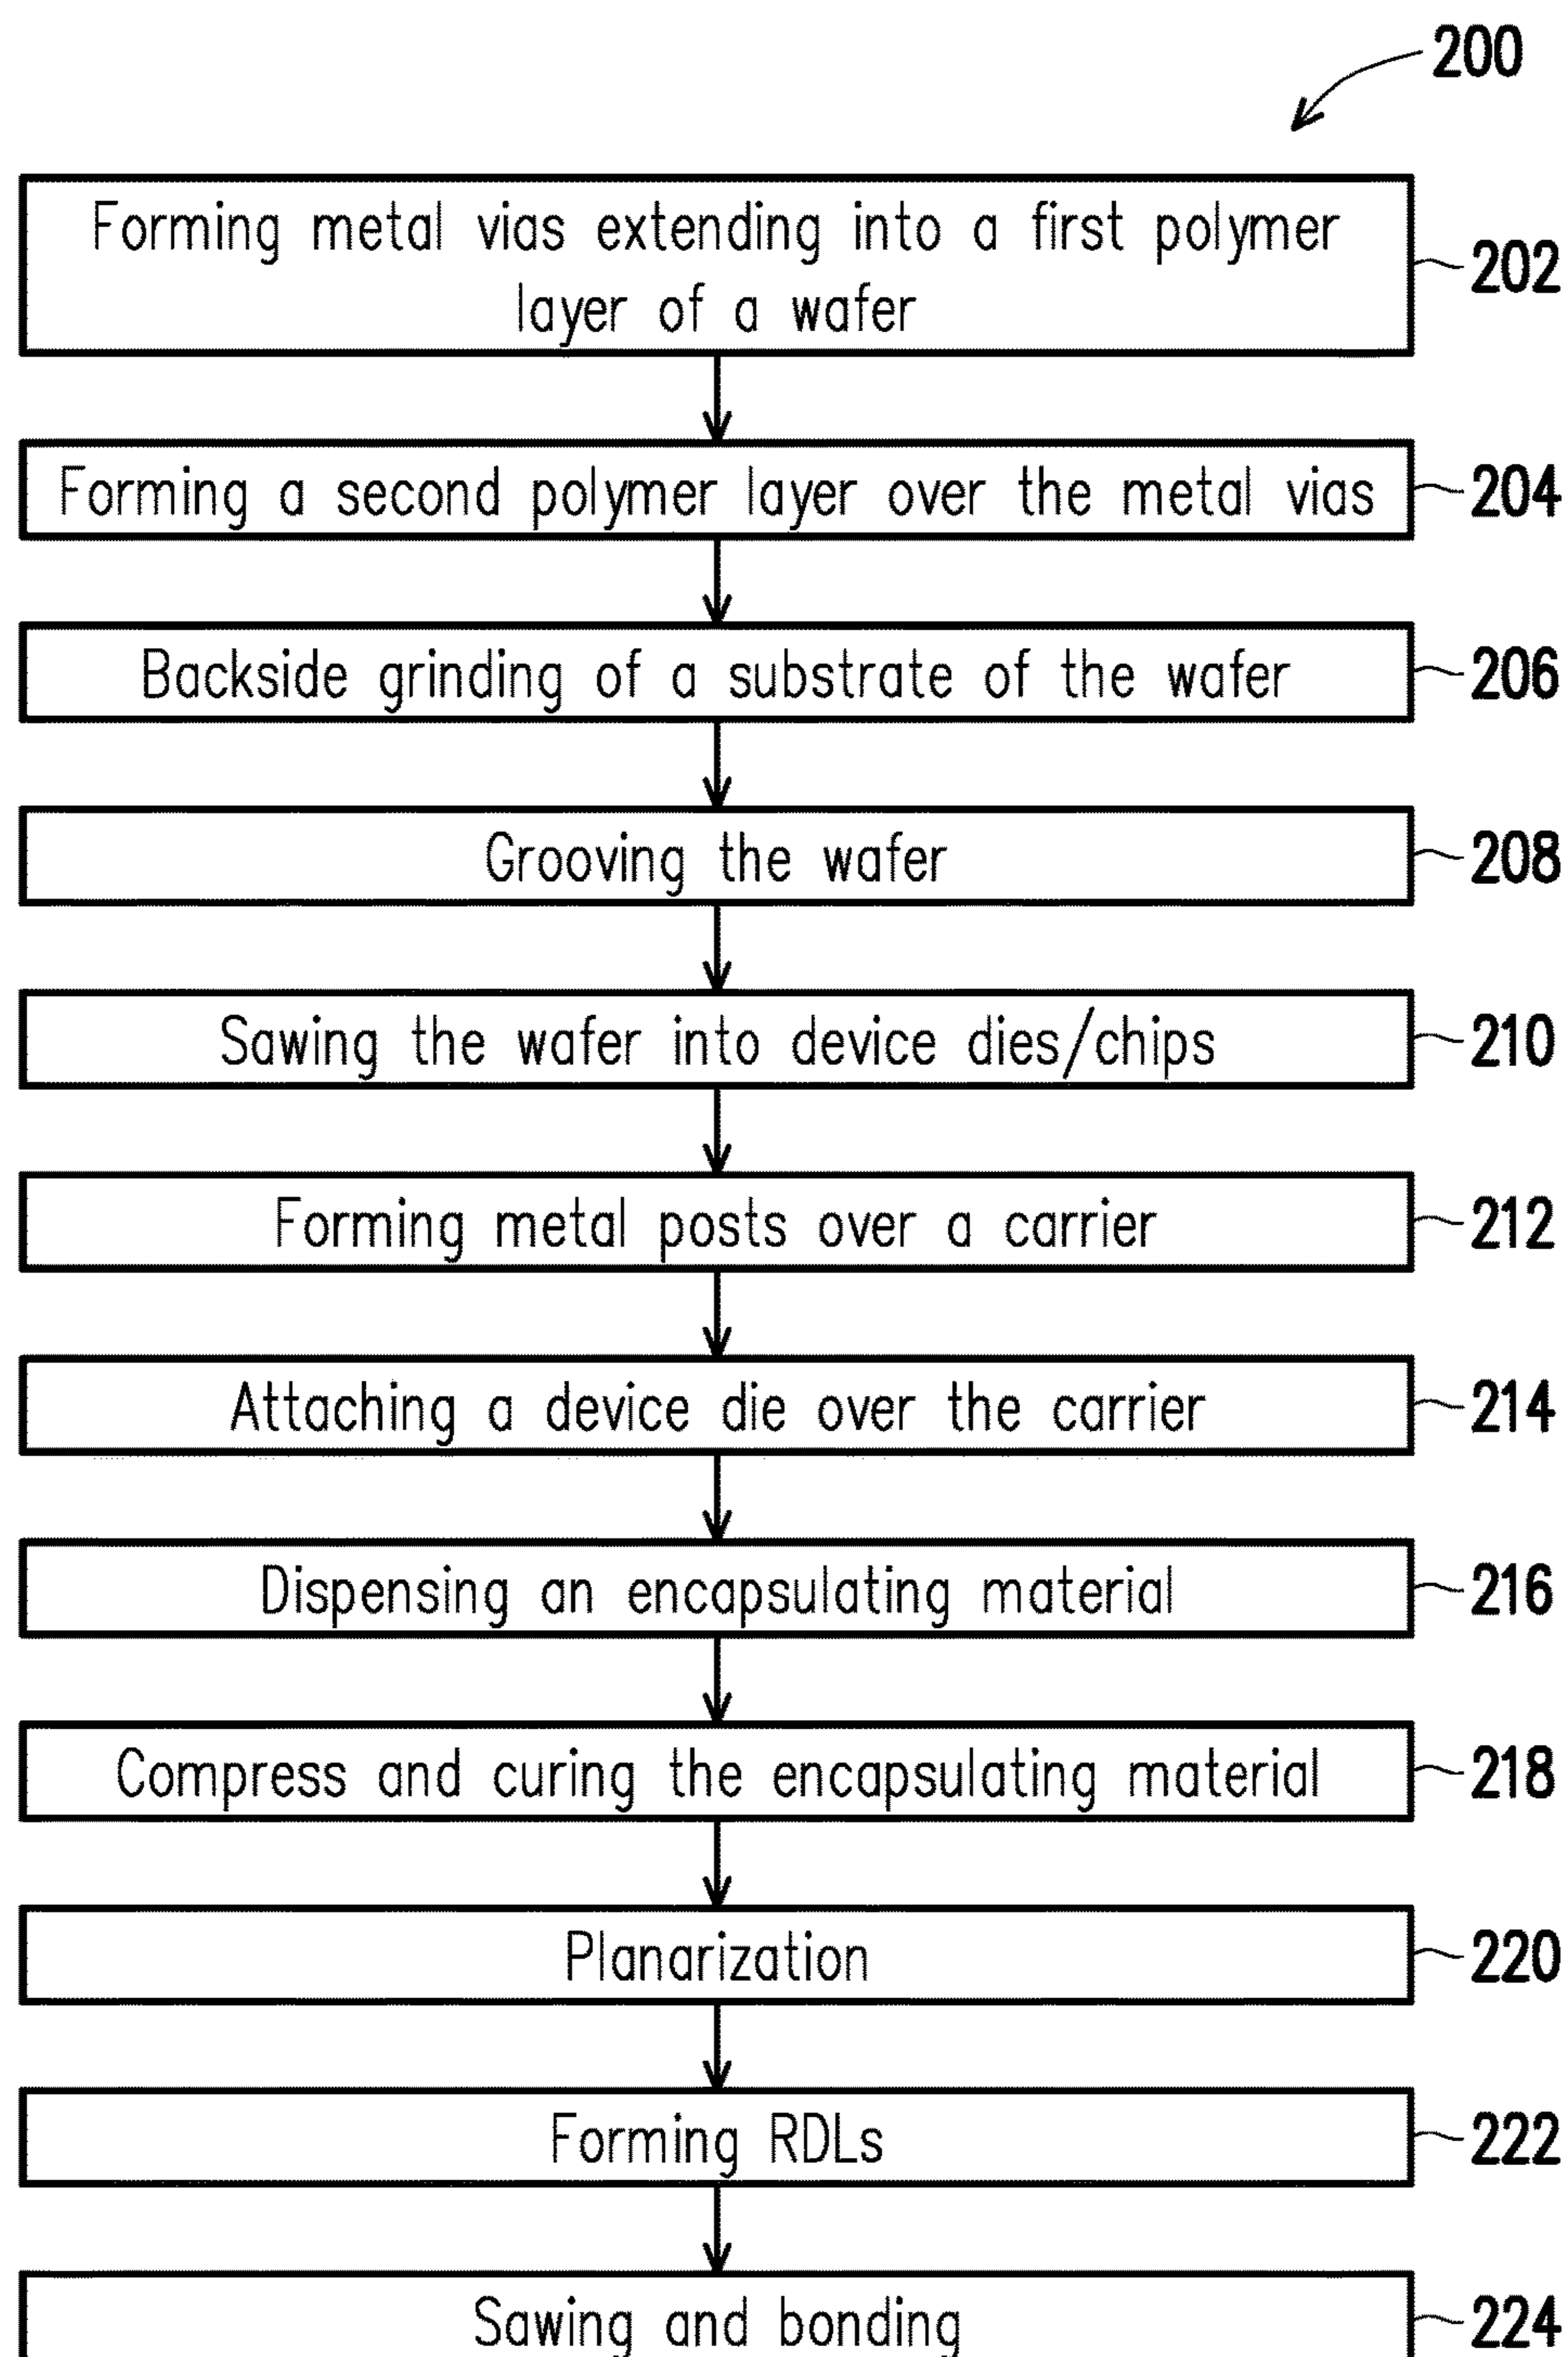 200
Forming metal vias extending into a first polymer
layer of a wafer
202
Forming a second polymer layer over the metal vias
204
Backside grinding of a substrate of the wafer
206
Grooving the wafer
208
Sawing the wafer into device dies/chips
210
Forming metal posts over a carrier
212
Attaching a device die over the carrier
214
Dispensing an encapsulating material
216
Compress and curing the encapsulating material
218
Planarization
220
Forming RDLs
222
Sawing and bonding
224